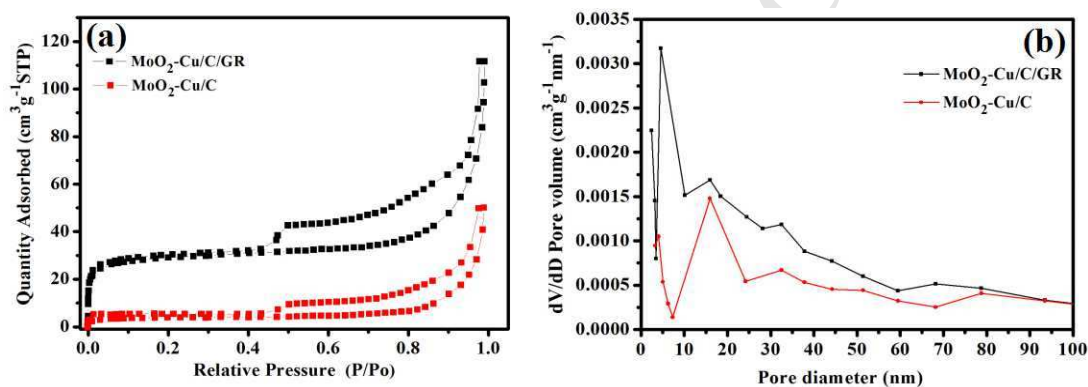 (a)
MoO2-Cu/C/GR
MoO2-Cu/C
Quantity Adsorbed (cm3g-1STP)
120
100
80
60
40
20
0
0.0 0.2 0.4 0.6 0.8 1.0
Relative Pressure (P/Po)
(b)
MoO2-Cu/C/GR
MoO2-Cu/C
dV/dD Pore volume (cm3g-1nm-1)
0.0035
0.0030
0.0025
0.0020
0.0015
0.0010
0.0005
0.0000
0 10 20 30 40 50 60 70 80 90 100
Pore diameter (nm)